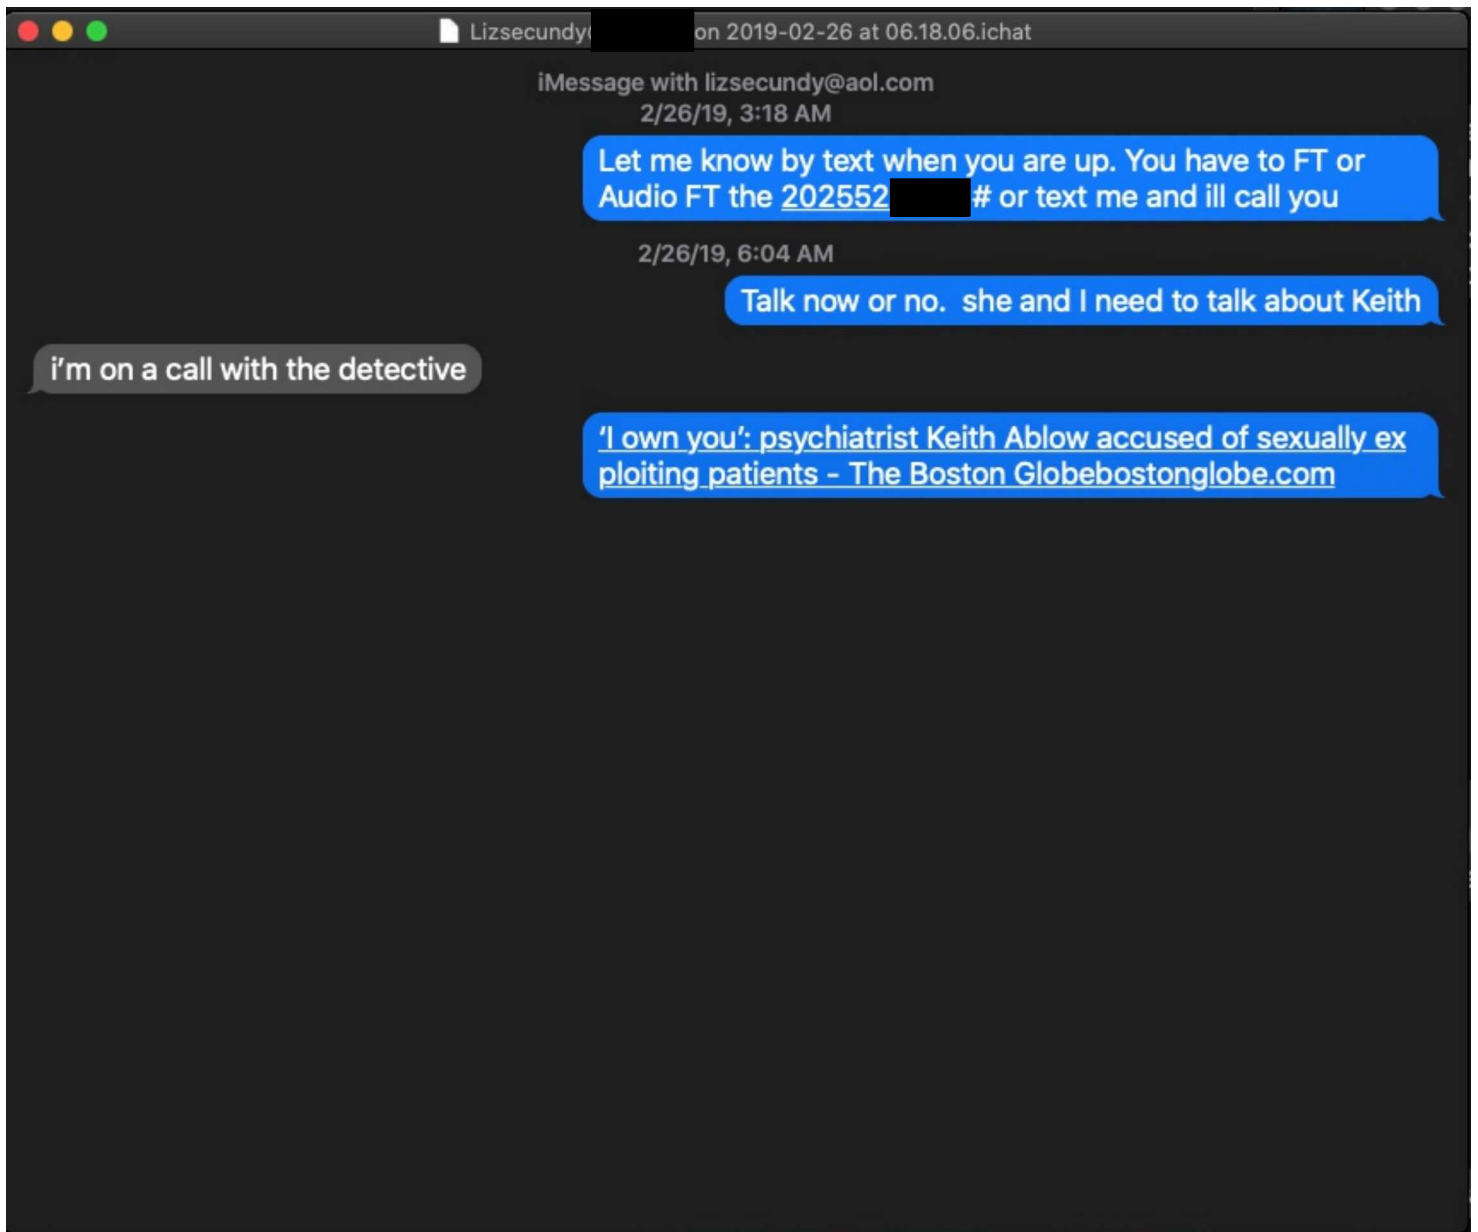 Lizsecundy on 2019-02-26 at 06.18.06.ichat
iMessage with lizsecundy@aol.com
2/26/19, 3:18 AM
Let me know by text when you are up. You have to FT or
Audio FT the 202552 # or text me and ill call you
2/26/19, 6:04 AM
Talk now or no.  she and I need to talk about Keith
i’m on a call with the detective
‘I own you’: psychiatrist Keith Ablow accused of sexually ex
ploiting patients - The Boston Globebostonglobe.com